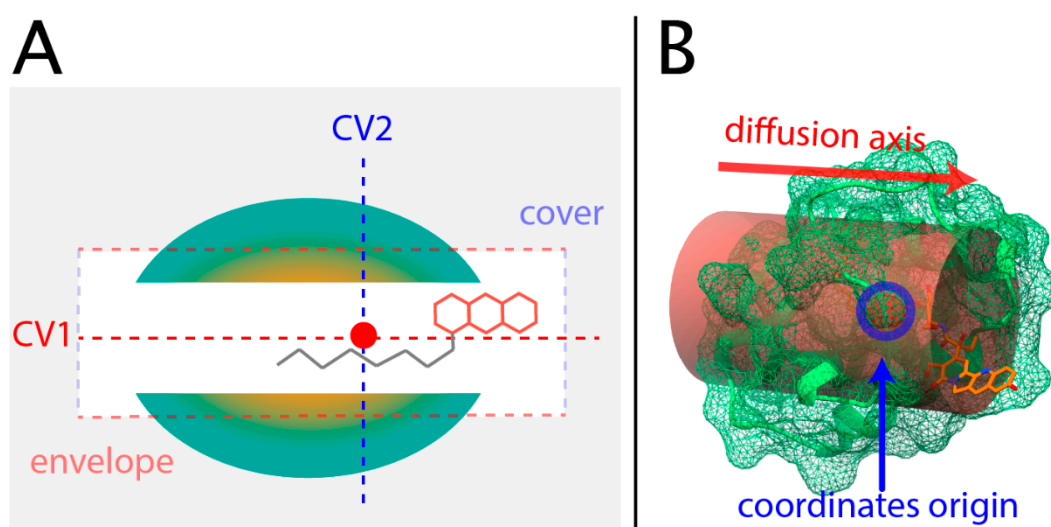 A
CV2
cover
CV1
envelope
B
diffusion axis
coordinates origin